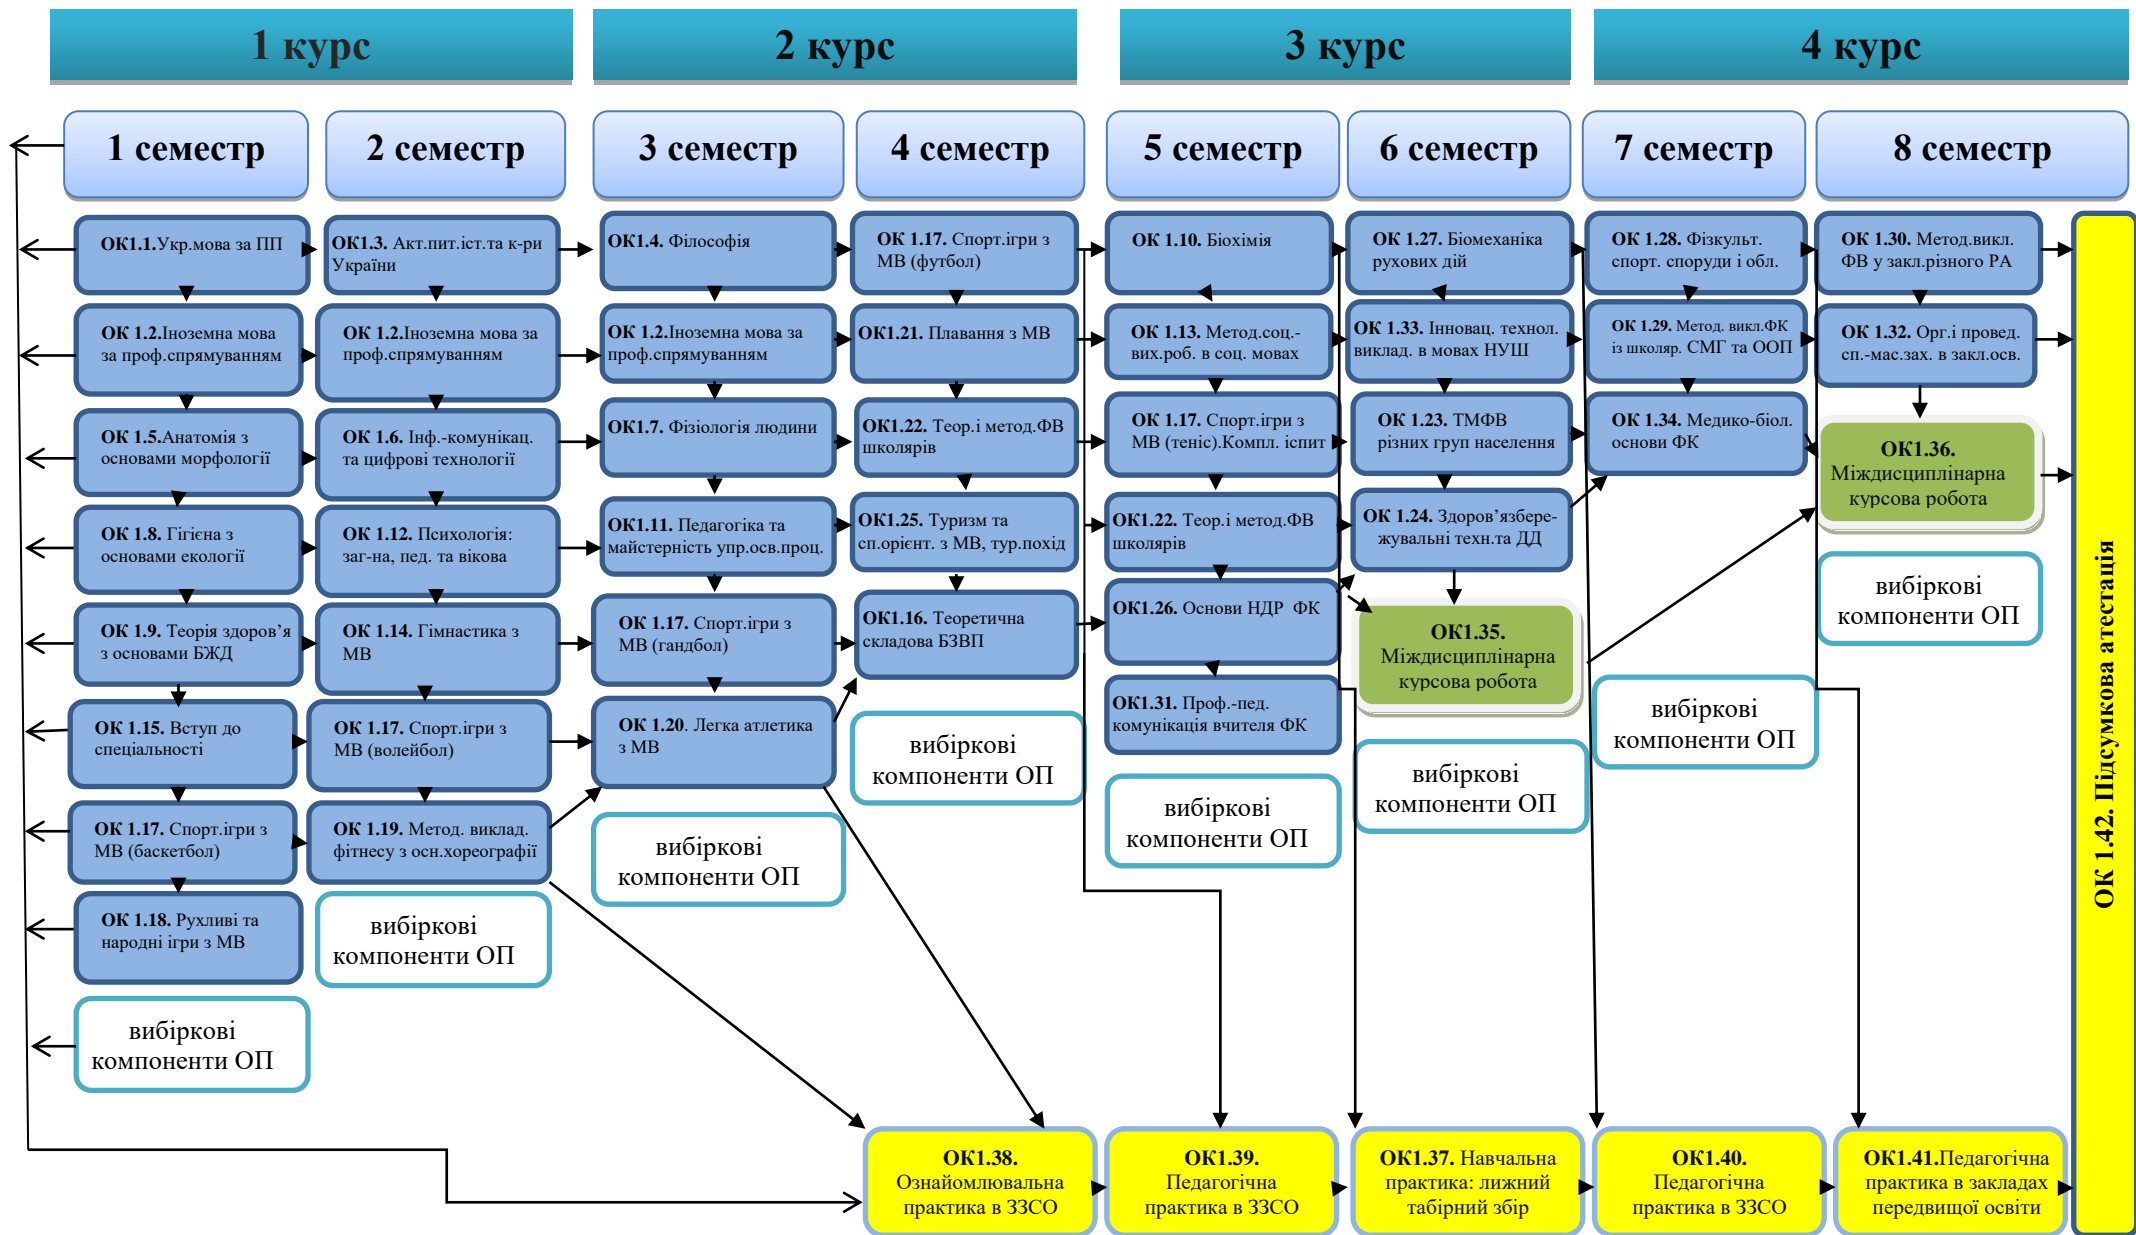 1 курс
2 курс
3 курс
4 курс
1 семестр
2 семестр
3 семестр
4 семестр
5 семестр
6 семестр
7 семестр
8 семестр
ОК1.1.Укр.мова за ПП
ОК 1.2.Іноземна мова
за проф.спрямуванням
ОК 1.5.Анатомія з
основами морфології
ОК 1.8. Гігієна з
основами екології
ОК 1.9. Теорія здоров’я
з основами БЖД
ОК 1.15. Вступ до
спеціальності
ОК 1.17. Спорт.ігри з
МВ (баскетбол)
ОК 1.18. Рухливі та
народні ігри з МВ
вибіркові
компоненти ОП
ОК1.3. Акт.пит.іст.та к-ри
України
ОК 1.2.Іноземна мова за
проф.спрямуванням
ОК 1.6. Інф.-комунікац.
та цифрові технології
ОК 1.12. Психологія:
заг-на, пед. та вікова
ОК 1.14. Гімнастика з
МВ
ОК 1.17. Спорт.ігри з
МВ (волейбол)
ОК 1.19. Метод. виклад.
фітнесу з осн.хореографії
вибіркові
компоненти ОП
ОК1.4. Філософія
ОК 1.2.Іноземна мова за
проф.спрямуванням
ОК1.7. Фізіологія людини
ОК1.11. Педагогіка та
майстерність упр.осв.проц.
ОК 1.17. Спорт.ігри з
МВ (гандбол)
ОК 1.20. Легка атлетика
з МВ
вибіркові
компоненти ОП
ОК 1.17. Спорт.ігри з
МВ (футбол)
ОК1.21. Плавання з МВ
ОК1.22. Теор.і метод.ФВ
школярів
ОК1.25. Туризм та
сп.орієнт. з МВ, тур.похід
ОК1.16. Теоретична
складова БЗВП
вибіркові
компоненти ОП
ОК 1.10. Біохімія
ОК 1.13. Метод.соц.-
вих.роб. в соц. мовах
ОК 1.17. Спорт.ігри з
МВ (теніс).Компл. іспит
ОК1.22. Теор.і метод.ФВ
школярів
ОК1.26. Основи НДР ФК
ОК1.31. Проф.-пед.
комунікація вчителя ФК
вибіркові
компоненти ОП
ОК 1.27. Біомеханіка
рухових дій
ОК 1.33. Інновац. технол.
виклад. в мовах НУШ
ОК 1.23. ТМФВ
різних груп населення
ОК 1.24. Здоров’язбере-
жувальні техн.та ДД
ОК1.35.
Міждисциплінарна
курсова робота
вибіркові
компоненти ОП
ОК 1.28. Фізкульт.
спорт. споруди і обл.
ОК 1.29. Метод. викл.ФК
із школяр. СМГ та ООП
ОК 1.34. Медико-біол.
основи ФК
вибіркові
компоненти ОП
ОК 1.30. Метод.викл.
ФВ у закл.різного РА
ОК 1.32. Орг.і провед.
сп.-мас.зах. в закл.осв.
ОК1.36.
Міждисциплінарна
курсова робота
вибіркові
компоненти ОП
ОК 1.42. Підсумкова атестація
ОК1.38.
Ознайомлювальна
практика в ЗЗСО
ОК1.39.
Педагогічна
практика в ЗЗСО
ОК1.37. Навчальна
практика: лижний
табірний збір
ОК1.40.
Педагогічна
практика в ЗЗСО
ОК1.41.Педагогічна
практика в закладах
передвищої освіти